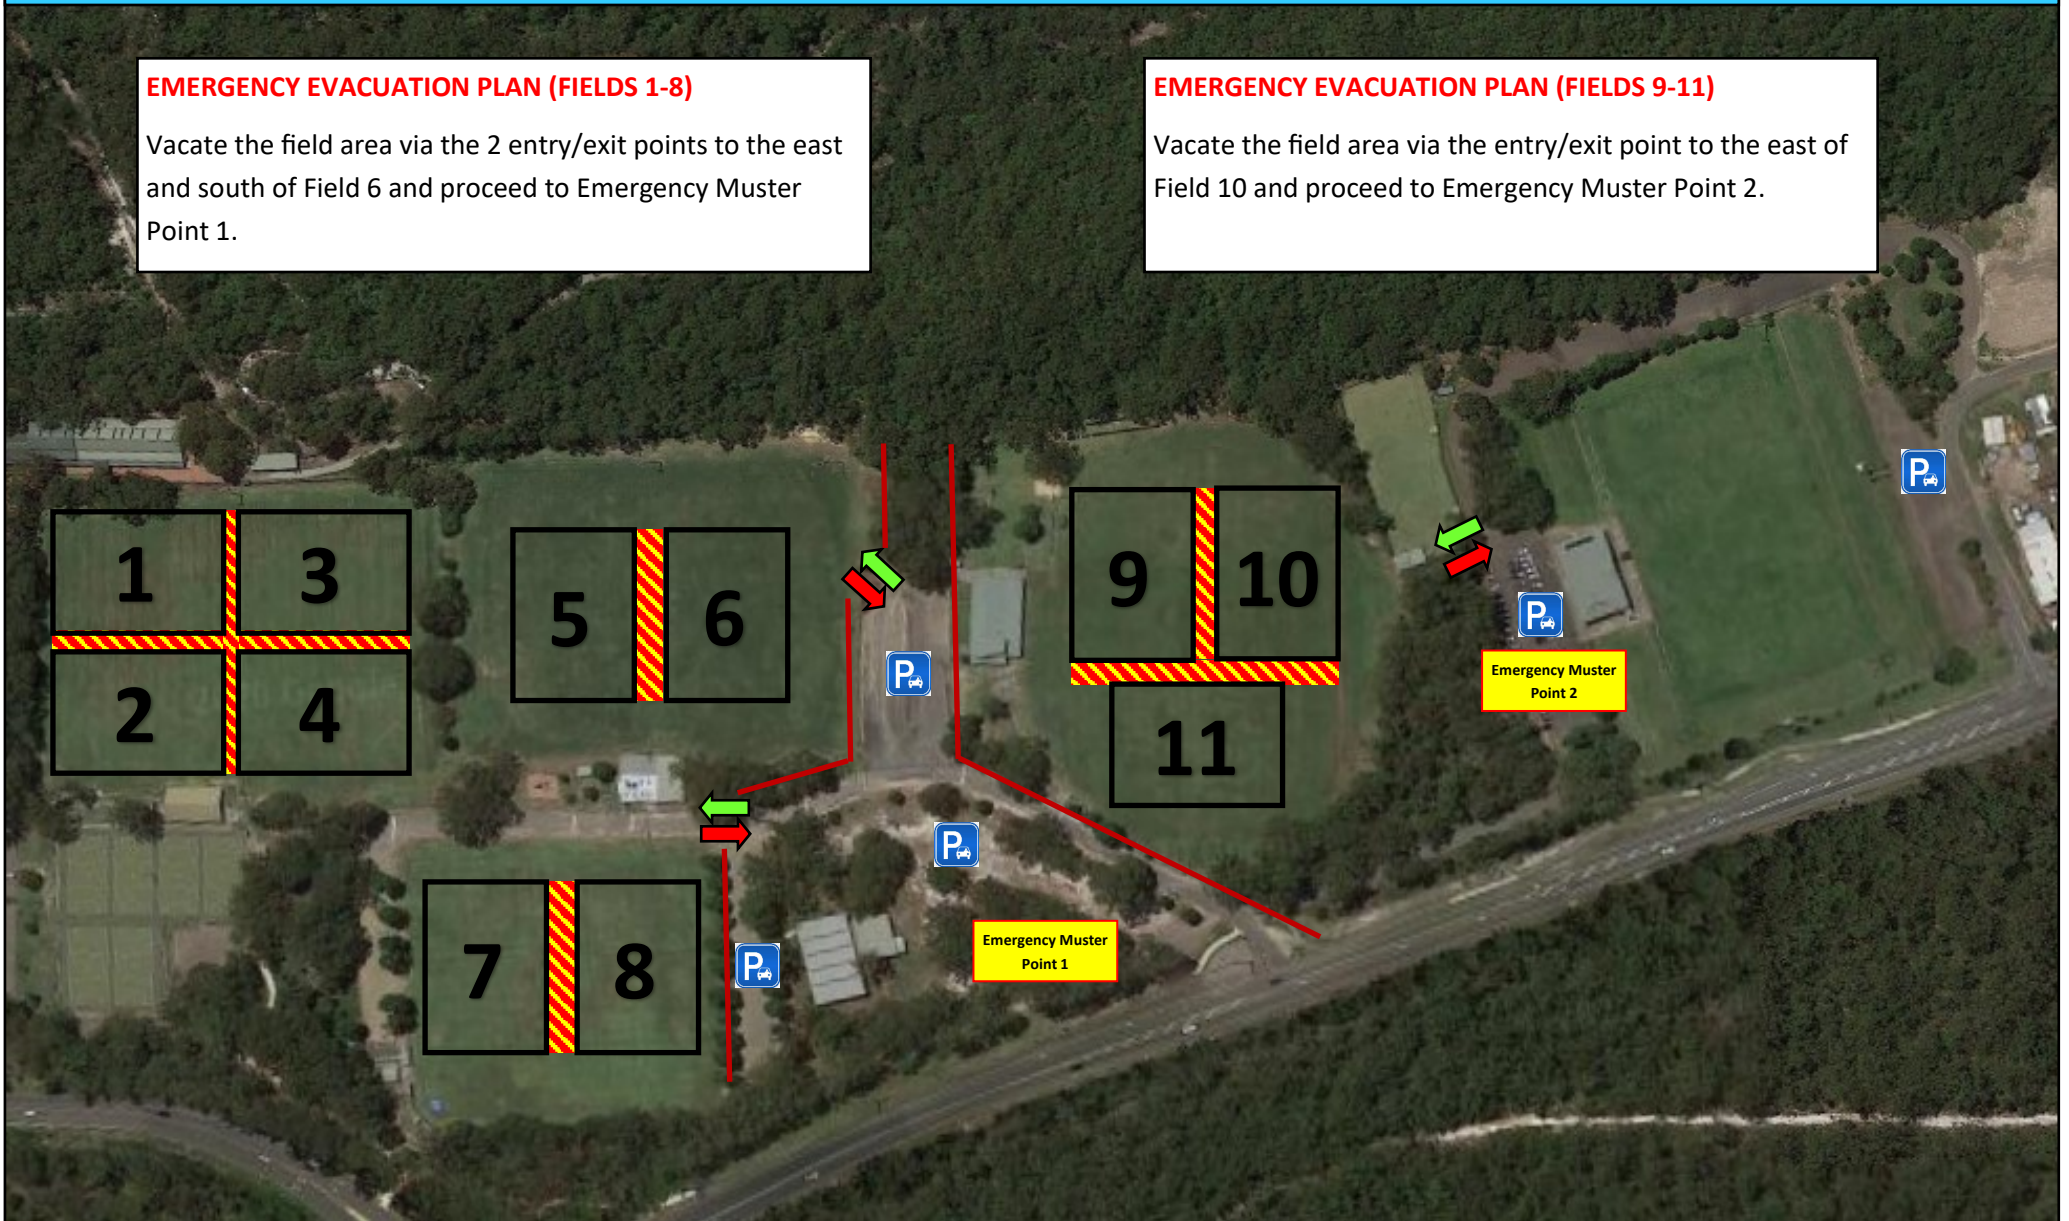 EMERGENCY EVACUATION PLAN (FIELDS 1-8)
Vacate the field area via the 2 entry/exit points to the east
and south of Field 6 and proceed to Emergency Muster
Point 1.
EMERGENCY EVACUATION PLAN (FIELDS 9-11)
Vacate the field area via the entry/exit point to the east of
Field 10 and proceed to Emergency Muster Point 2.
1
3
2
4
5
6
7
8
9
10
11
P
P
P
P
P
Emergency Muster
Point 2
Emergency Muster
Point 1